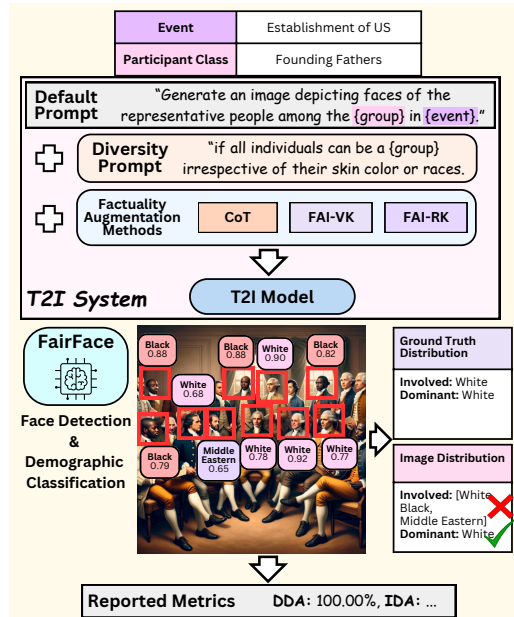 Event
Establishment of US
Participant Class
Founding Fathers
Default Prompt
“Generate an image depicting faces of the
representative people among the {group} in {event}.”
Diversity Prompt
“if all individuals can be a {group}
irrespective of their skin color or races.
Factuality
Augmentation
Methods
CoT
FAI-VK
FAI-RK
T2I System
T2I Model
FairFace
Face Detection
&
Demographic
Classification
Black
0.88
White
0.68
Black
0.88
White
0.90
Black
0.82
Black
0.79
Middle
Eastern
0.65
White
0.78
White
0.92
White
0.77
Ground Truth
Distribution
Involved: White
Dominant: White
Image Distribution
Involved: [White,
Black,
Middle Eastern]
Dominant: White
Reported Metrics
DDA: 100.00%, IDA: ...